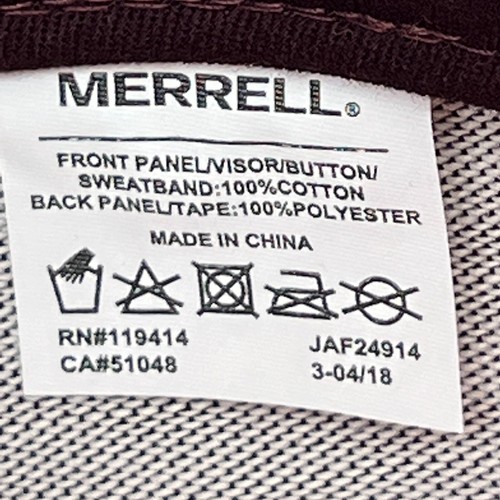 MERRELL®
FRONT PANEL/VISOR/BUTTON/
SWEATBAND:100%COTTON
BACK PANEL/TAPE:100%POLYESTER
MADE IN CHINA
RN#119414
CA#51048
JAF24914
3-04/18